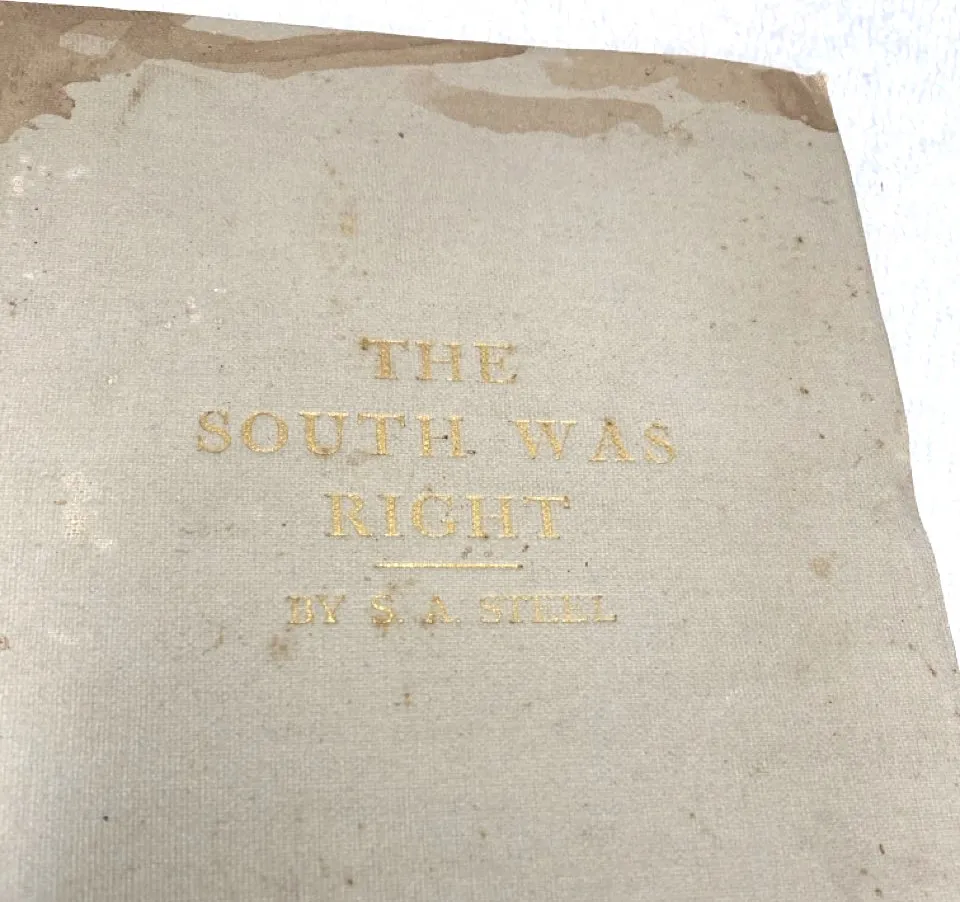 THE
SOUTH WAS
RIGHT
BY S. A. STEEL